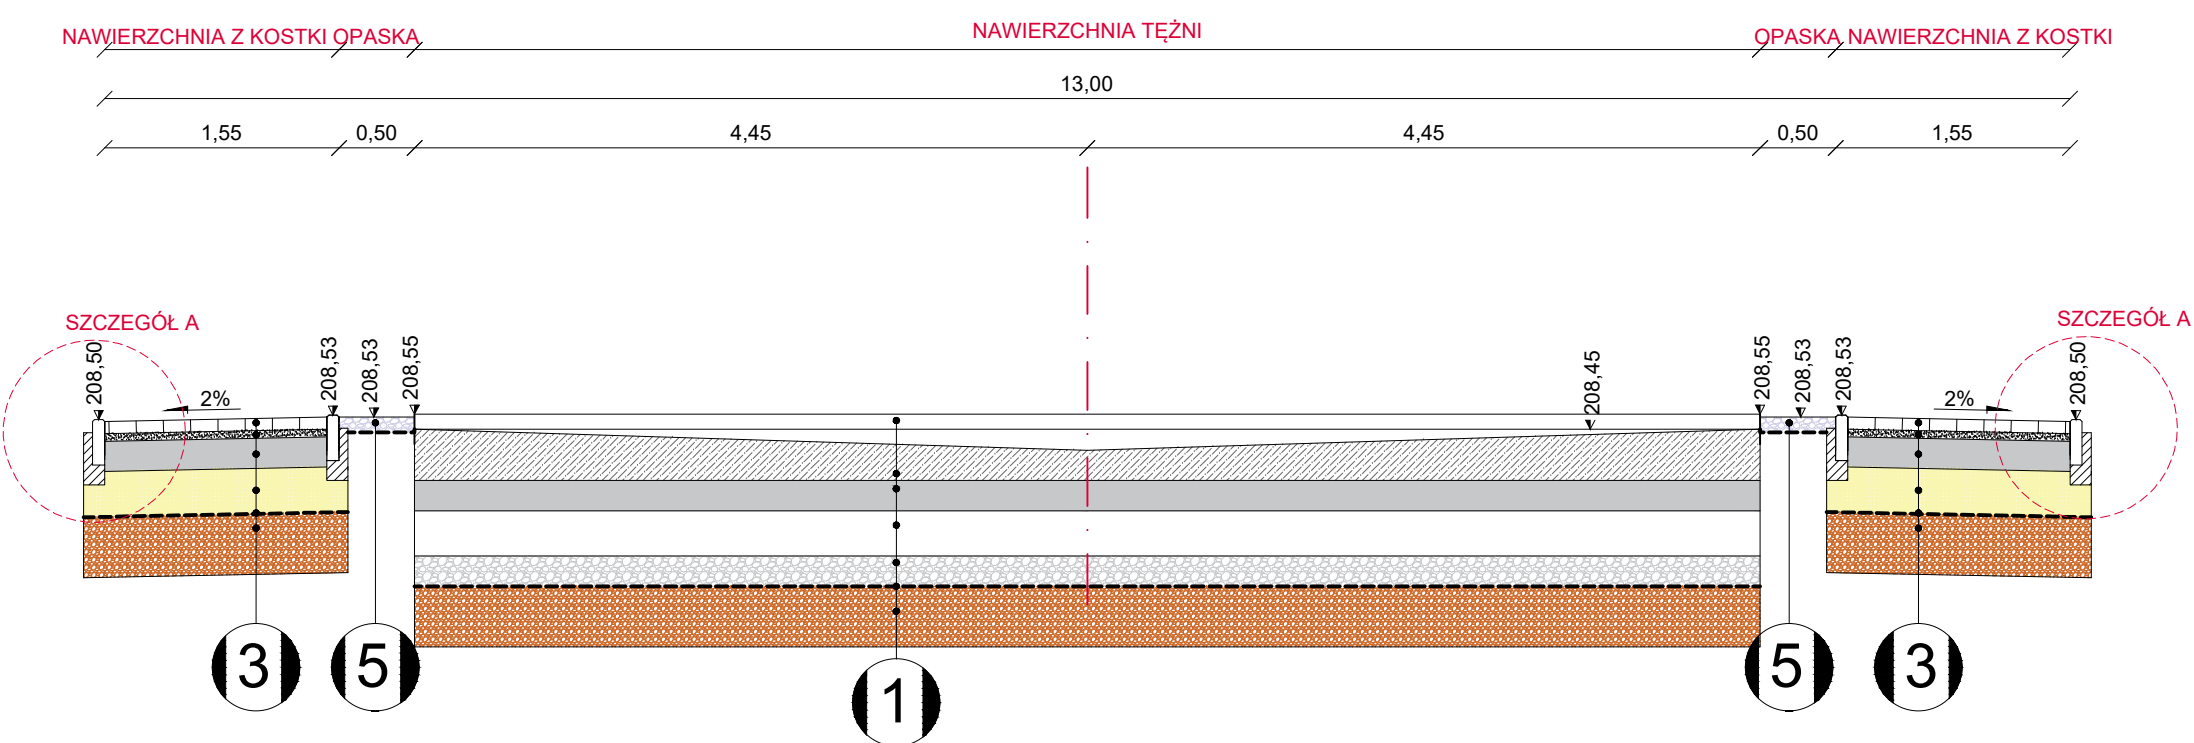 NAWIERZCHNIA Z KOSTKI OPASKA NAWIERZCHNIA TĘŻNI OPASKA NAWIERZCHNIA Z KOSTKI
13,00
1,55 0,50 4,45 4,45 0,50 1,55
SZCZEGÓŁ A SZCZEGÓŁ A
208,50 208,53 208,53 208,55 208,45 208,55 208,53 208,53 208,50
2% 2%
3 5 1 5 3